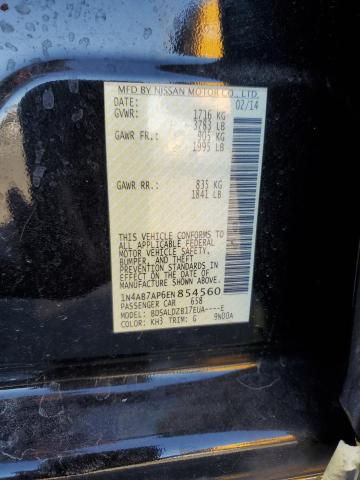 MFD BY NISSAN MOTOR CO., LTD.
DATE: 02/14
GVWR: 1716 KG
3783 LB
GAWR FR.: 905 KG
1995 LB
GAWR RR.: 835 KG
1841 LB
THIS VEHICLE CONFORMS TO
ALL APPLICABLE FEDERAL
MOTOR VEHICLE SAFETY,
BUMPER, AND THEFT
PREVENTION STANDARDS IN
EFFECT ON THE DATE OF
MANUFACTURE SHOWN ABOVE.
1N4AB7AP6EN854560
PASSENGER CAR 658
MODEL: BDSALDZB17EUA----E
COLOR: KH3 TRIM: G 9N00A